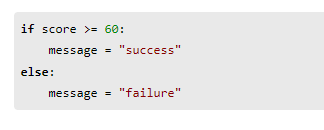 if score >= 60:
    message = "success"
else:
    message = "failure"